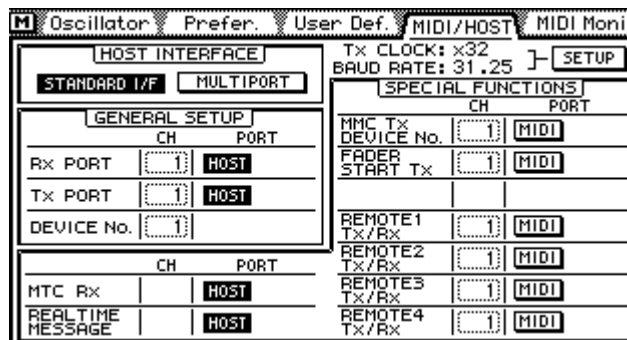 M Oscillator Prefer. User Def. MIDI/HOST MIDI Moni
HOST INTERFACE
STANDARD I/F MULTIPORT
Tx CLOCK: x32
BAUD RATE: 31.25
SETUP
GENERAL SETUP
CH PORT
Rx PORT 1 HOST
Tx PORT 1 HOST
DEVICE No. 1
CH PORT
MTC Rx HOST
REALTIME
MESSAGE HOST
SPECIAL FUNCTIONS
CH PORT
MMC Tx
DEVICE No. 1 MIDI
FADER
START Tx 1 MIDI
REMOTE1
Tx/Rx 1 MIDI
REMOTE2
Tx/Rx 1 MIDI
REMOTE3
Tx/Rx 1 MIDI
REMOTE4
Tx/Rx 1 MIDI